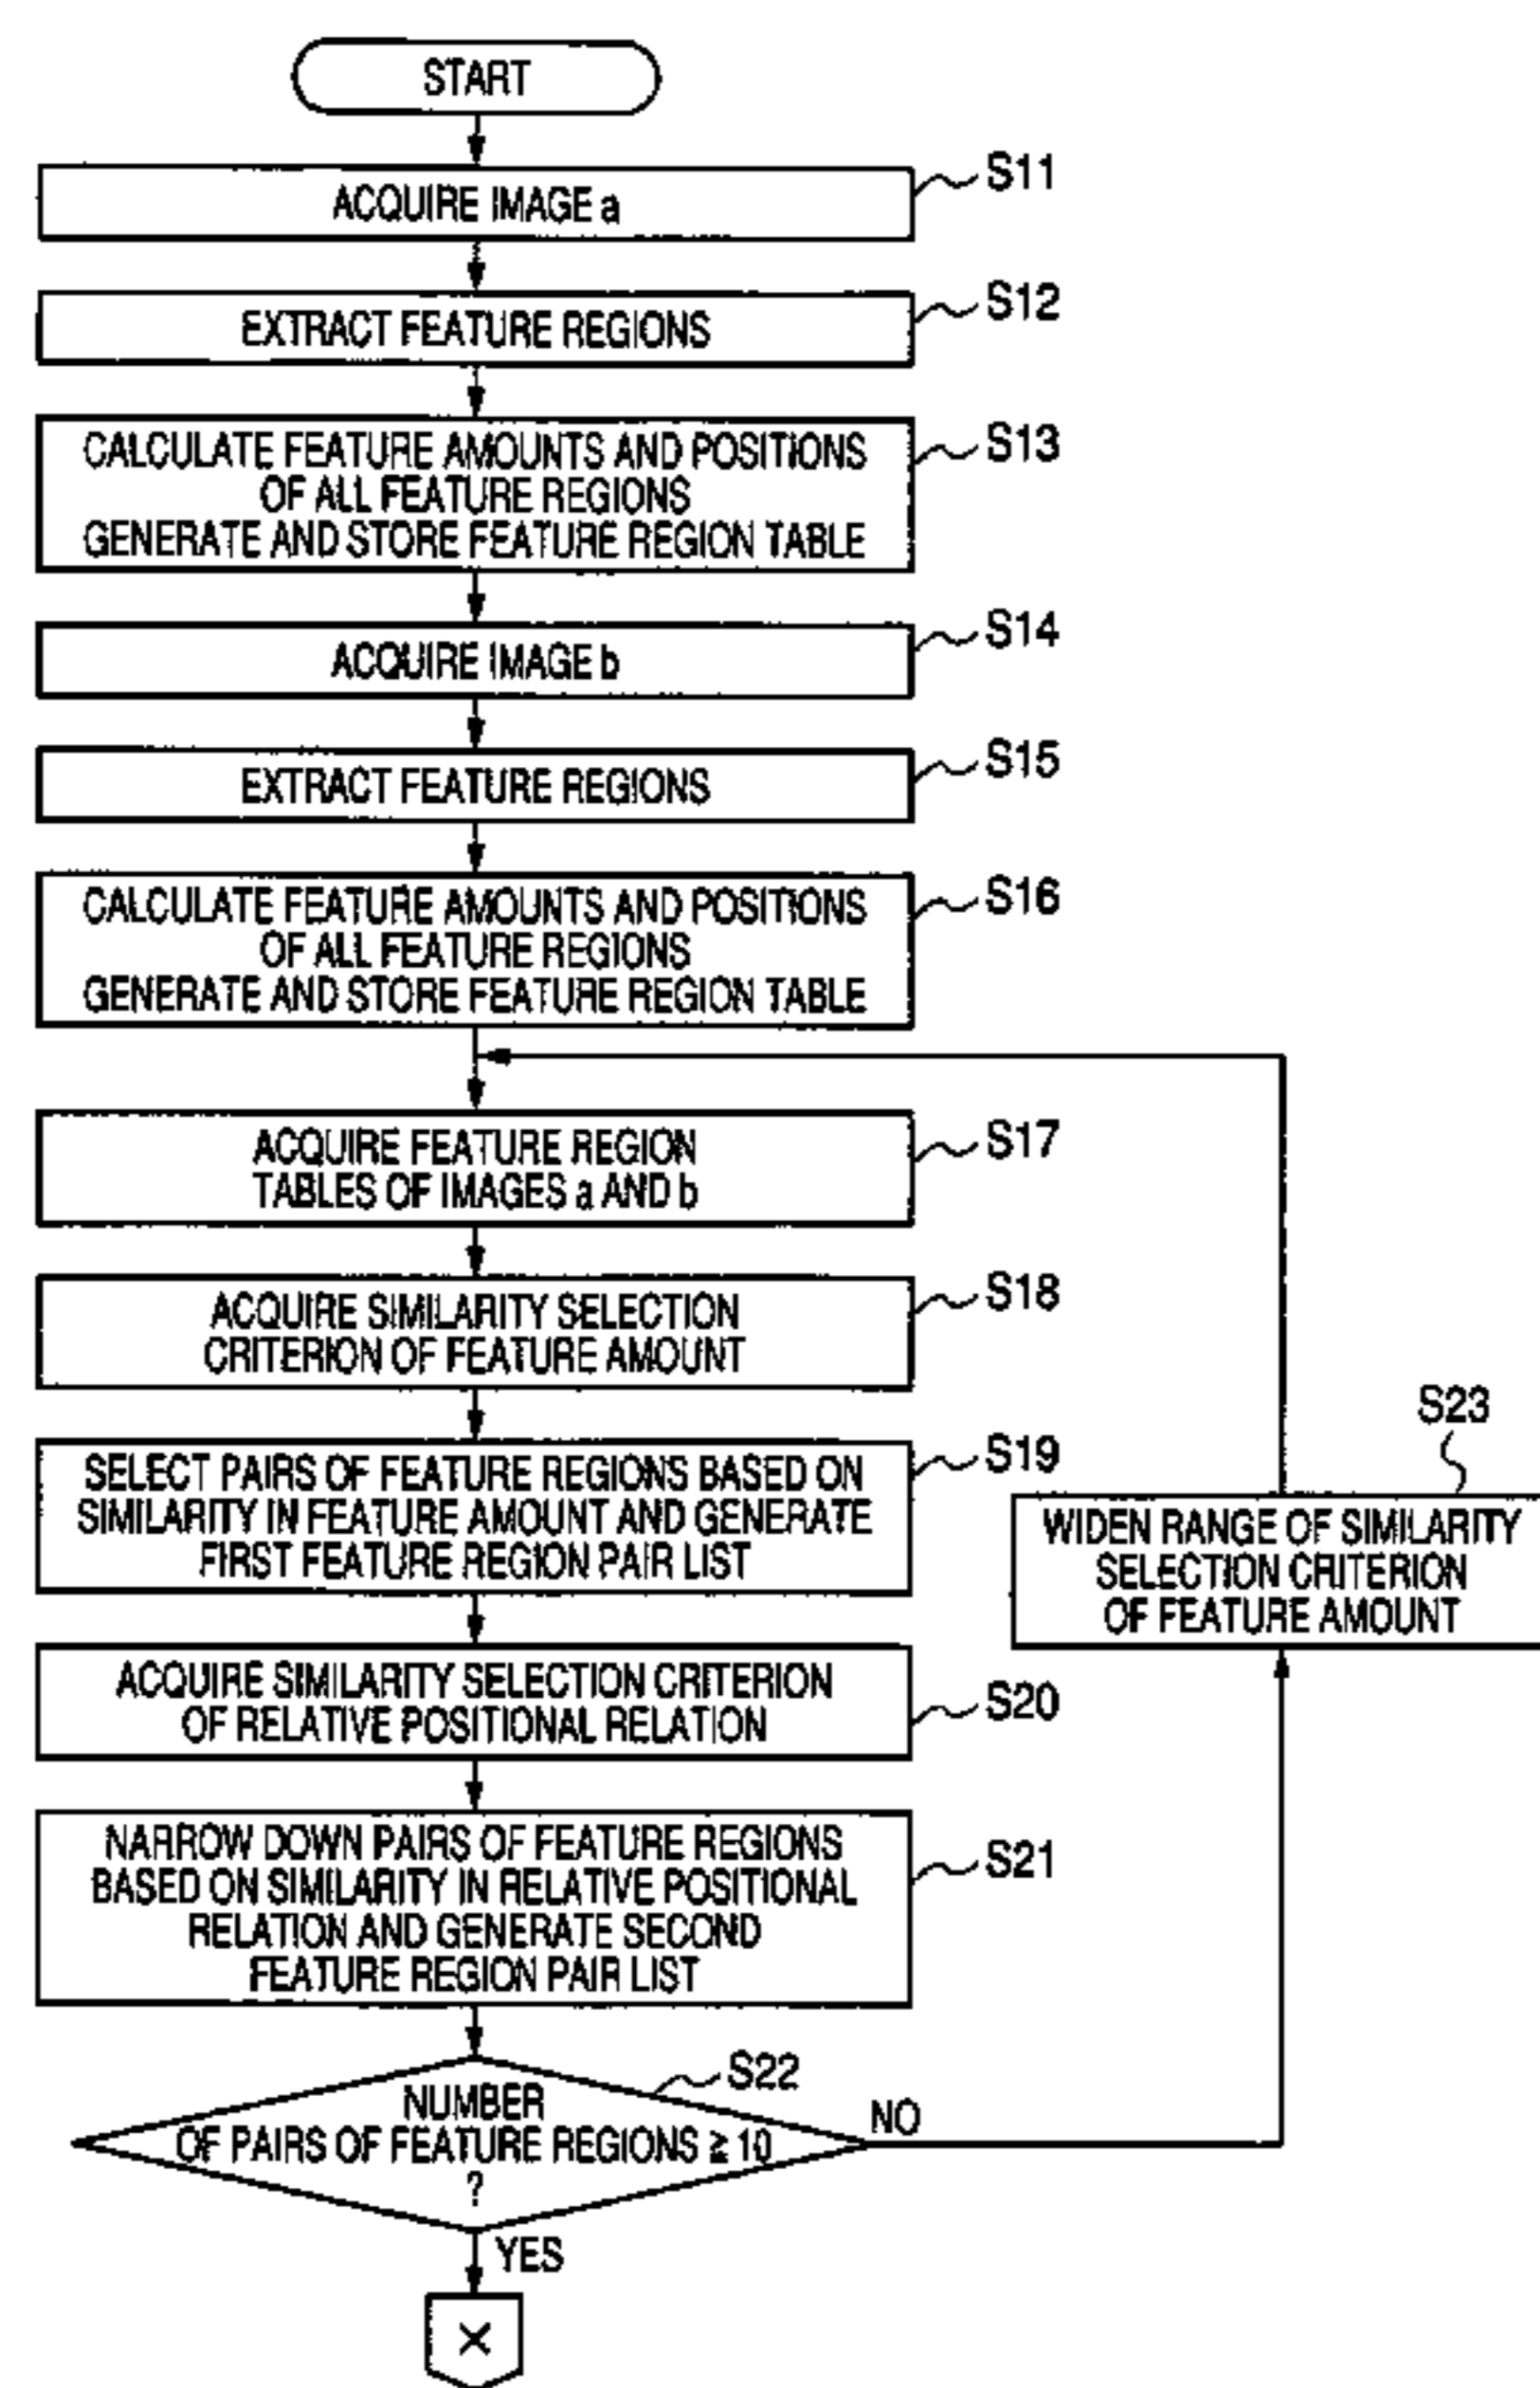 START
ACQUIRE IMAGE a
S11
EXTRACT FEATURE REGIONS
S12
CALCULATE FEATURE AMOUNTS AND POSITIONS
OF ALL FEATURE REGIONS
GENERATE AND STORE FEATURE REGION TABLE
S13
ACQUIRE IMAGE b
S14
EXTRACT FEATURE REGIONS
S15
CALCULATE FEATURE AMOUNTS AND POSITIONS
OF ALL FEATURE REGIONS
GENERATE AND STORE FEATURE REGION TABLE
S16
ACQUIRE FEATURE REGION
TABLES OF IMAGES a AND b
S17
ACQUIRE SIMILARITY SELECTION
CRITERION OF FEATURE AMOUNT
S18
SELECT PAIRS OF FEATURE REGIONS BASED ON
SIMILARITY IN FEATURE AMOUNT AND GENERATE
FIRST FEATURE REGION PAIR LIST
S19
S23
WIDEN RANGE OF SIMILARITY
SELECTION CRITERION
OF FEATURE AMOUNT
ACQUIRE SIMILARITY SELECTION CRITERION
OF RELATIVE POSITIONAL RELATION
S20
NARROW DOWN PAIRS OF FEATURE REGIONS
BASED ON SIMILARITY IN RELATIVE POSITIONAL
RELATION AND GENERATE SECOND
FEATURE REGION PAIR LIST
S21
S22
NUMBER
OF PAIRS OF FEATURE REGIONS ≧ 10
?
NO
YES
X